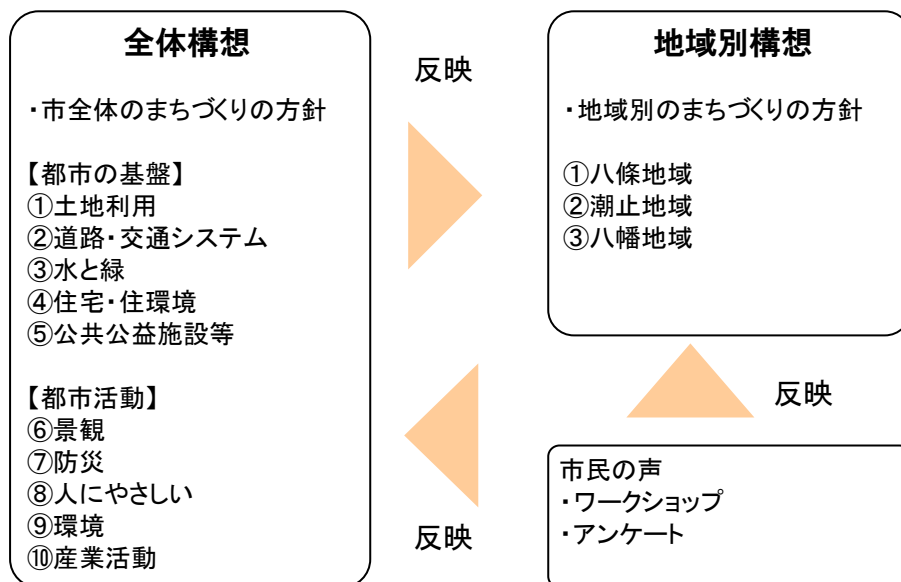 全体構想
・市全体のまちづくりの方針
【都市の基盤】
①土地利用
②道路・交通システム
③水と緑
④住宅・住環境
⑤公共公益施設等
【都市活動】
⑥景観
⑦防災
⑧人にやさしい
⑨環境
⑩産業活動
反映
地域別構想
・地域別のまちづくりの方針
①八條地域
②潮止地域
③八幡地域
反映
反映
市民の声
・ワークショップ
・アンケート